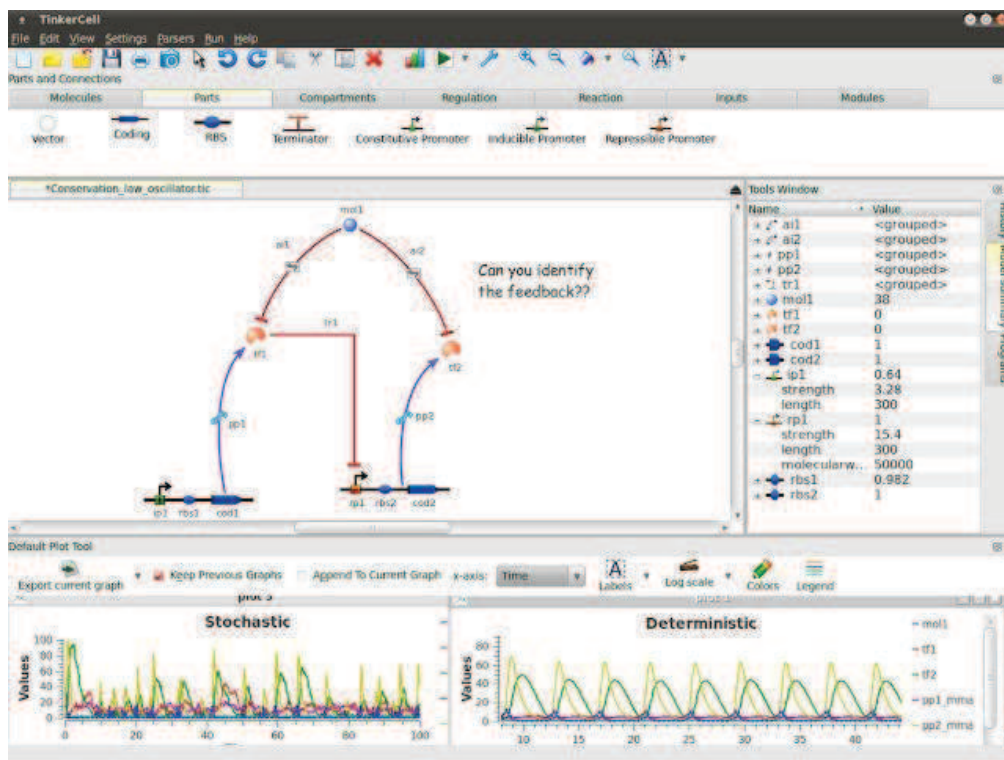 TinkerCell
File Edit View Settings Parsers Run Help
Parts and Connections
Molecules Parts Compartments Regulation Reaction Inputs Modules
Vector Coding RBS Terminator Constitutive Promoter Inducible Promoter Repressible Promoter
*Conservation_law_oscillator.tic
mol1
ai1 ai2
Can you identify
the feedback??
tr1
tf1
tf2
pp1 pp2
ip1 rbs1 cod1 rp1 rbs2 cod2
Tools Window
Name Value
ai1 <grouped>
ai2 <grouped>
pp1 <grouped>
pp2 <grouped>
tr1 <grouped>
mol1 38
tf1 0
tf2 0
cod1 1
cod2 1
ip1 0.64
strength 3.28
length 300
rp1 1
strength 15.4
length 300
molecularw... 50000
rbs1 0.982
rbs2 1
Default Plot Tool
Export current graph Keep Previous Graphs Append To Current Graph x-axis: Time Labels Log scale Colors Legend
Stochastic
Values
100
80
60
40
20
0
0 20 40 60 80 100
Deterministic
Values
80
60
40
20
0
10 15 20 25 30 35 40
mol1
tf1
tf2
pp1_mrna
pp2_mrna